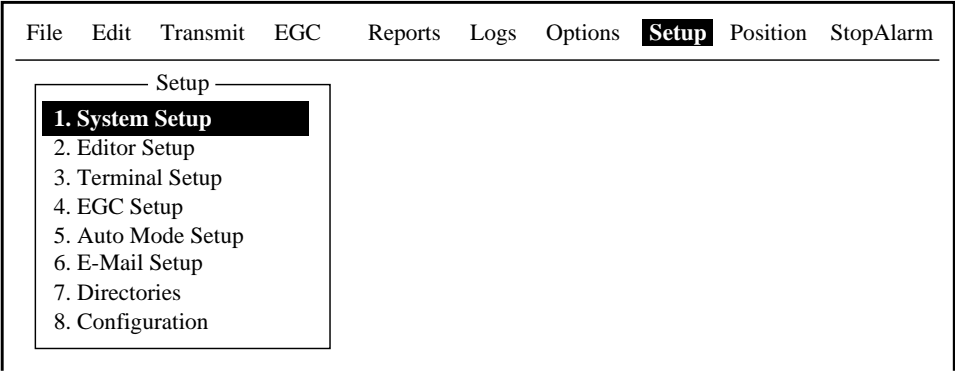 File Edit Transmit EGC Reports Logs Options Setup Position StopAlarm
Setup
1. System Setup
2. Editor Setup
3. Terminal Setup
4. EGC Setup
5. Auto Mode Setup
6. E-Mail Setup
7. Directories
8. Configuration